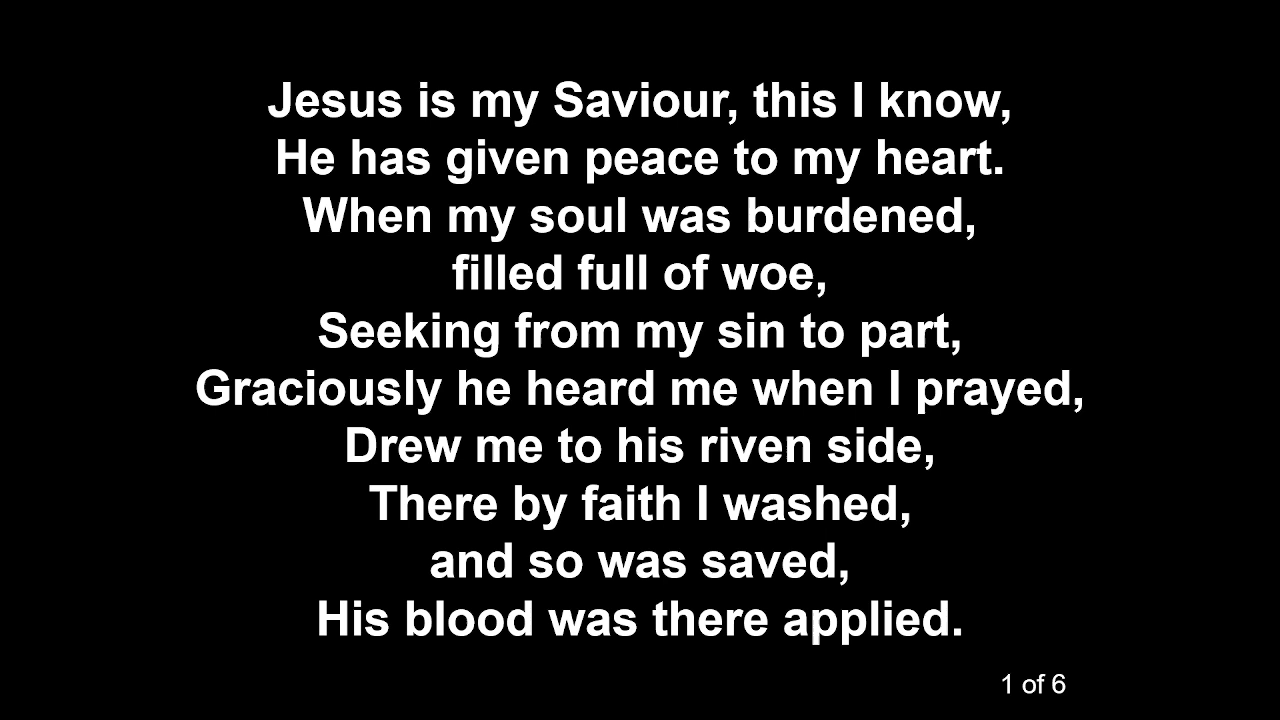 Jesus is my Saviour, this I know,
He has given peace to my heart.
When my soul was burdened,
filled full of woe,
Seeking from my sin to part,
Graciously he heard me when I prayed,
Drew me to his riven side,
There by faith I washed,
and so was saved,
His blood was there applied.
1 of 6